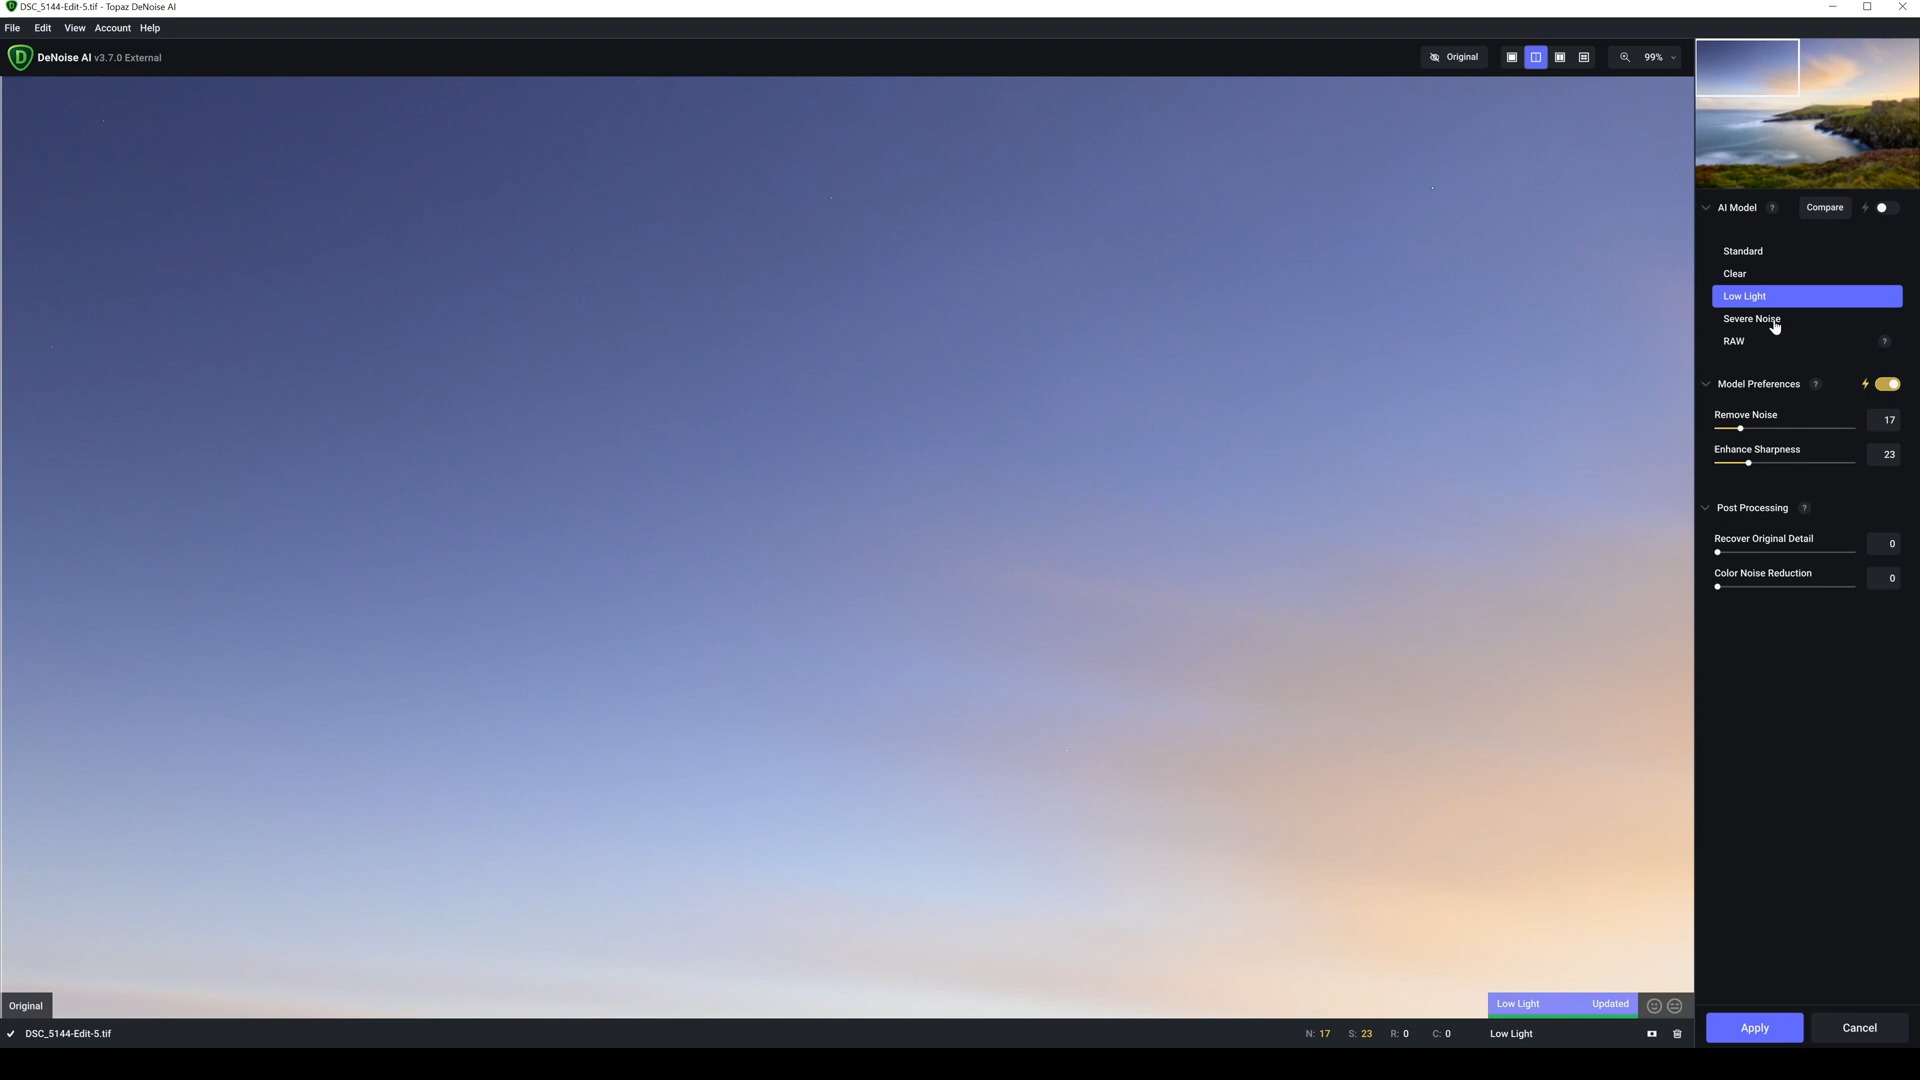 DSC_5144-Edit-5.tif - Topaz DeNoise AI
File Edit View Account Help
DeNoise AI v3.7.0 External
Original
99%
AI Model ? Compare
Standard
Clear
Low Light
Severe Noise
RAW ?
Model Preferences ?
Remove Noise 17
Enhance Sharpness 23
Post Processing ?
Recover Original Detail 0
Color Noise Reduction 0
Original
Low Light Updated
DSC_5144-Edit-5.tif N: 17 S: 23 R: 0 C: 0 Low Light
Apply Cancel